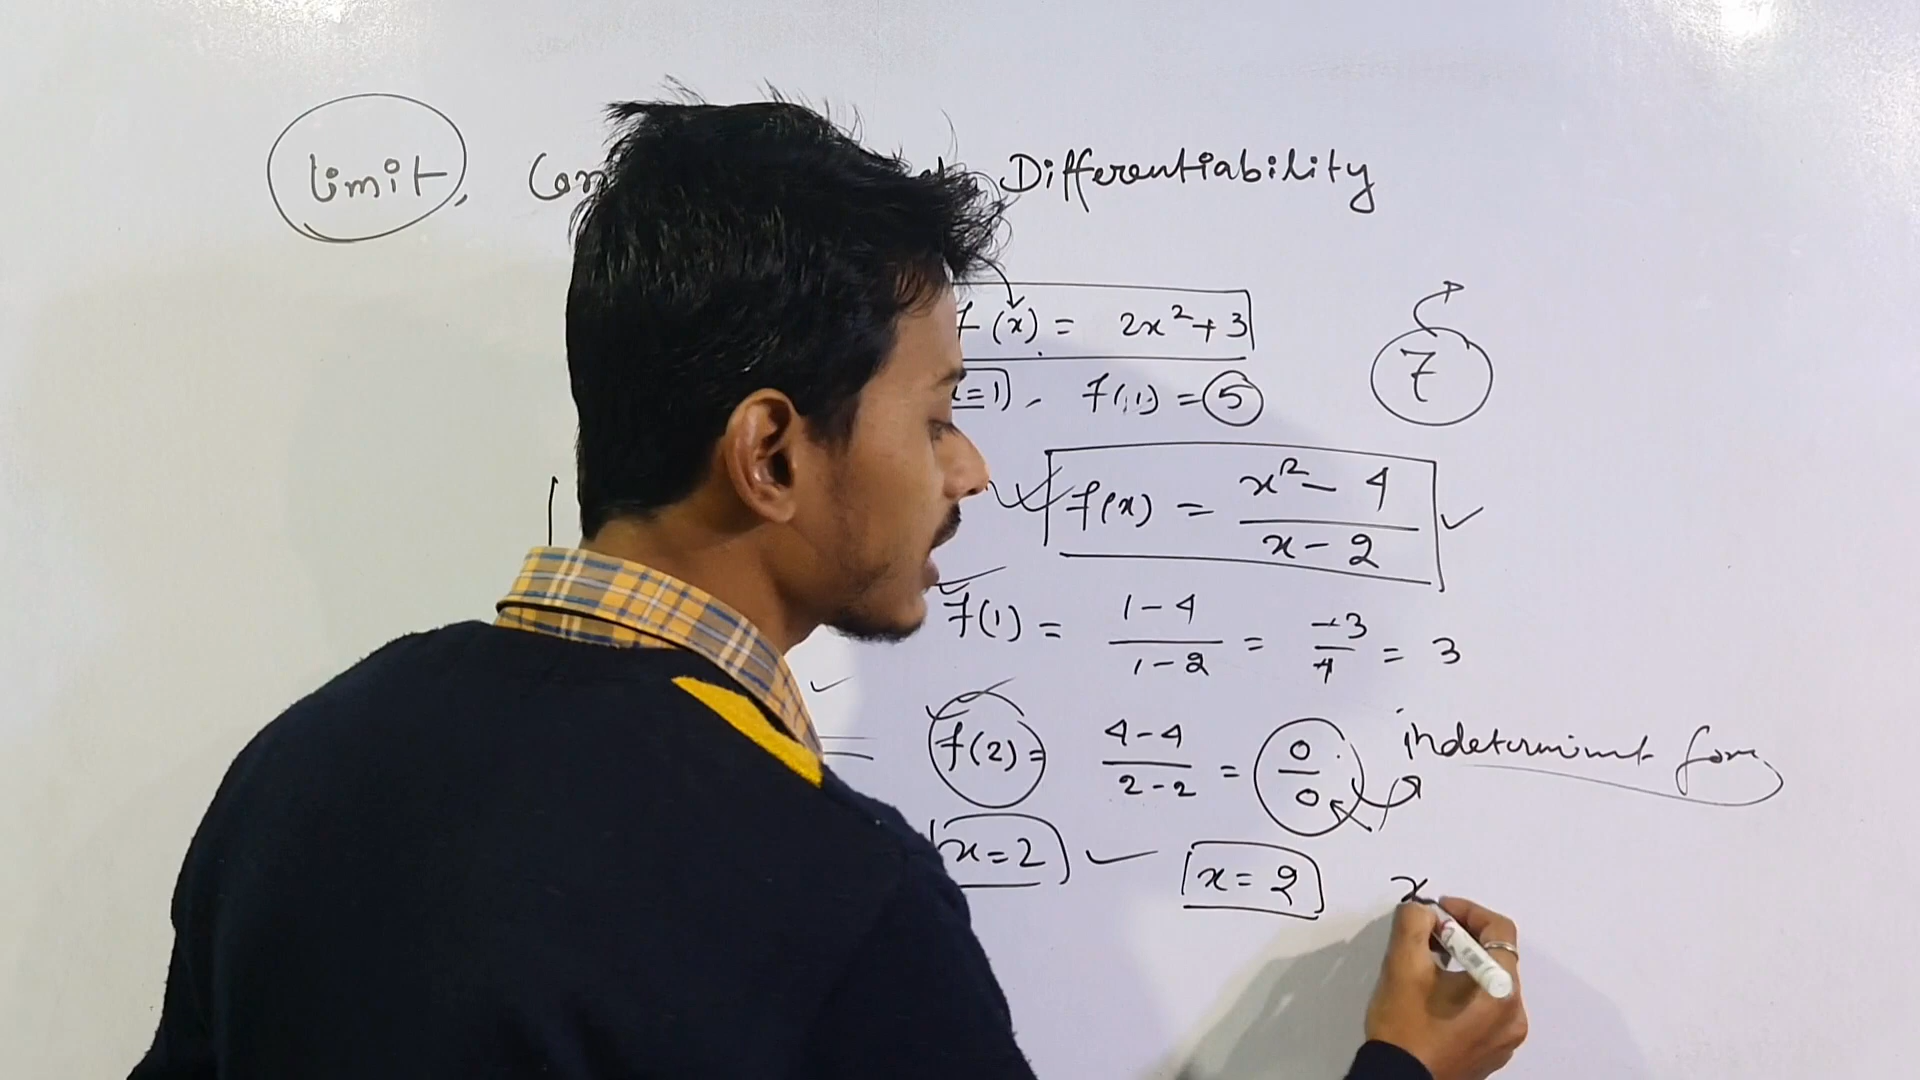 Limit, Con Differentiability
f(x) = 2x²+3
x=1), f(1) = 5
7
f(x) = x² - 4 / x - 2
f(1) = 1-4 / 1-2 = -3 / -1 = 3
f(2) = 4-4 / 2-2 = 0 / 0 indetermint form
x=2 x=2 x